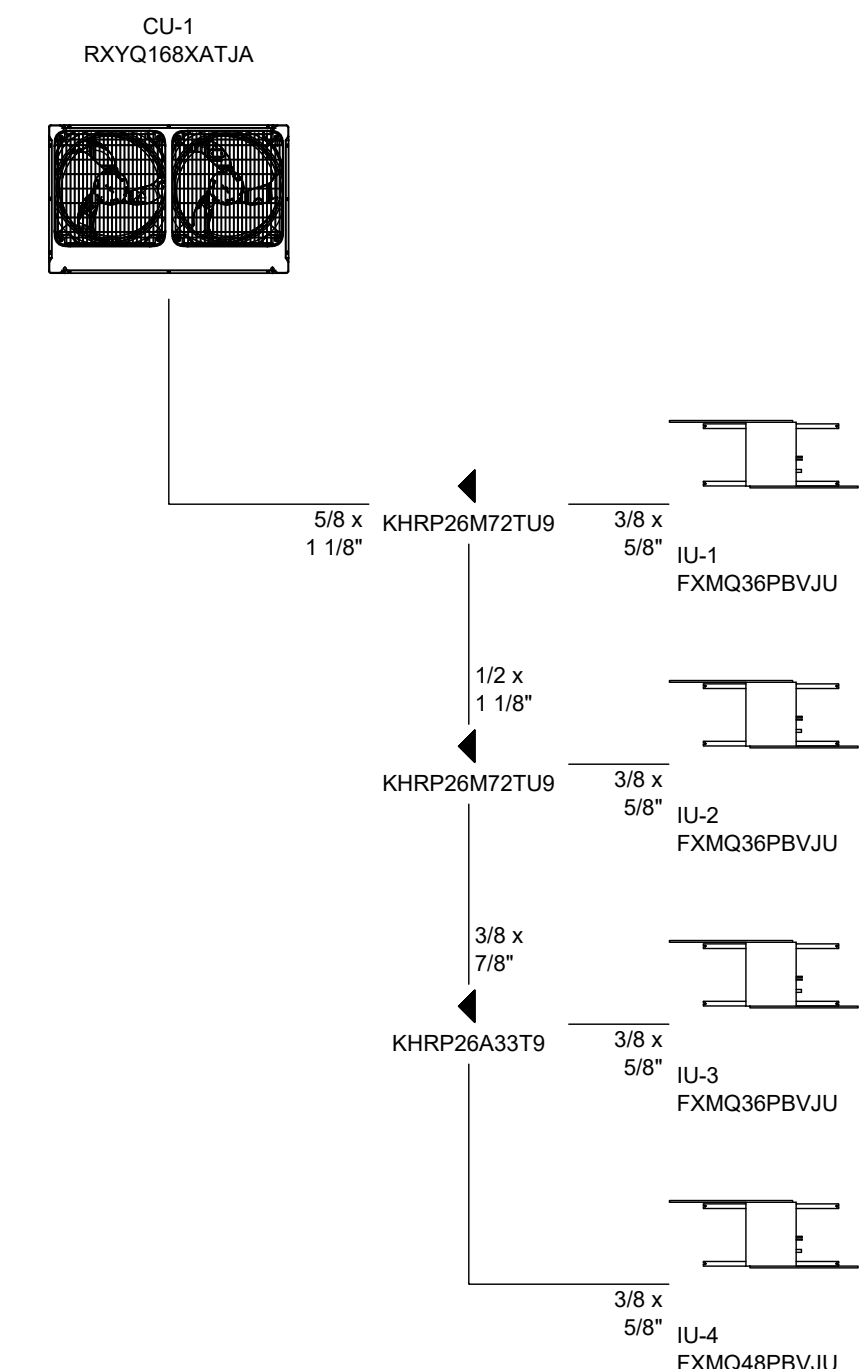 CU-1
RXYQ168XATJA
5/8 x
1 1/8"
KHRP26M72TU9
3/8 x
5/8"
IU-1
FXMQ36PBVJU
1/2 x
1 1/8"
KHRP26M72TU9
3/8 x
5/8"
IU-2
FXMQ36PBVJU
3/8 x
7/8"
KHRP26A33T9
3/8 x
5/8"
IU-3
FXMQ36PBVJU
3/8 x
5/8"
IU-4
FXMQ48PBVJU